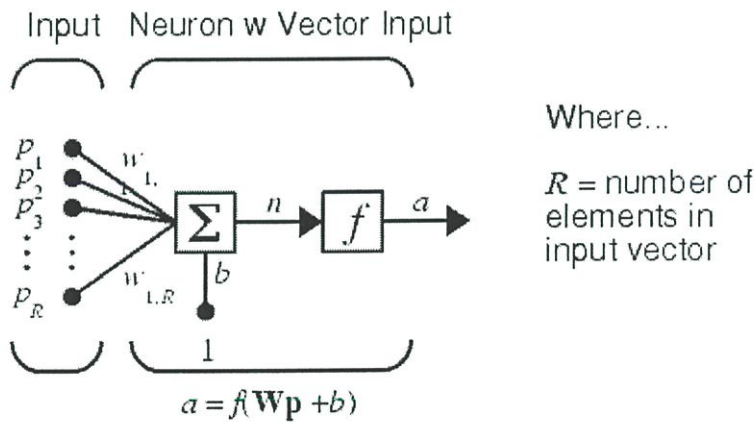 Input
Neuron w Vector Input
p1
p2
p3
pR
w1,1,
w1,R
Σ
n
f
a
b
1
a = f(Wp +b)
Where...
R = number of
elements in
input vector